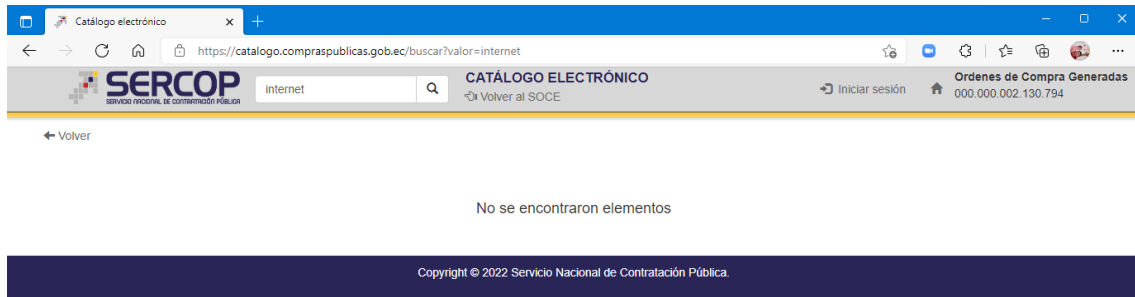 Catálogo electrónico
https://catalogo.compraspublicas.gob.ec/buscar?valor=internet
SERCOP
SERVICIO NACIONAL DE CONTRATACIÓN PÚBLICA
internet
CATÁLOGO ELECTRÓNICO
Volver al SOCE
Iniciar sesión
Ordenes de Compra Generadas
000.000.002.130.794
Volver
No se encontraron elementos
Copyright © 2022 Servicio Nacional de Contratación Pública.